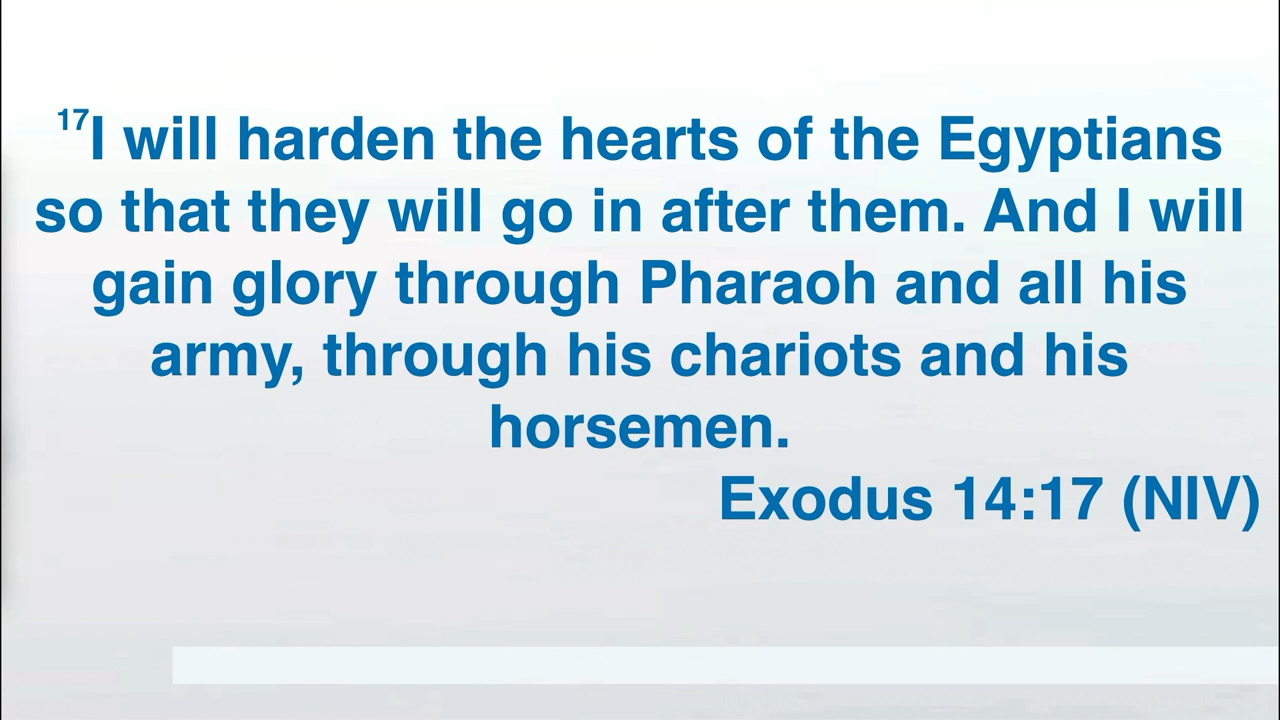 17I will harden the hearts of the Egyptians
so that they will go in after them. And I will
gain glory through Pharaoh and all his
army, through his chariots and his
horsemen.
Exodus 14:17 (NIV)